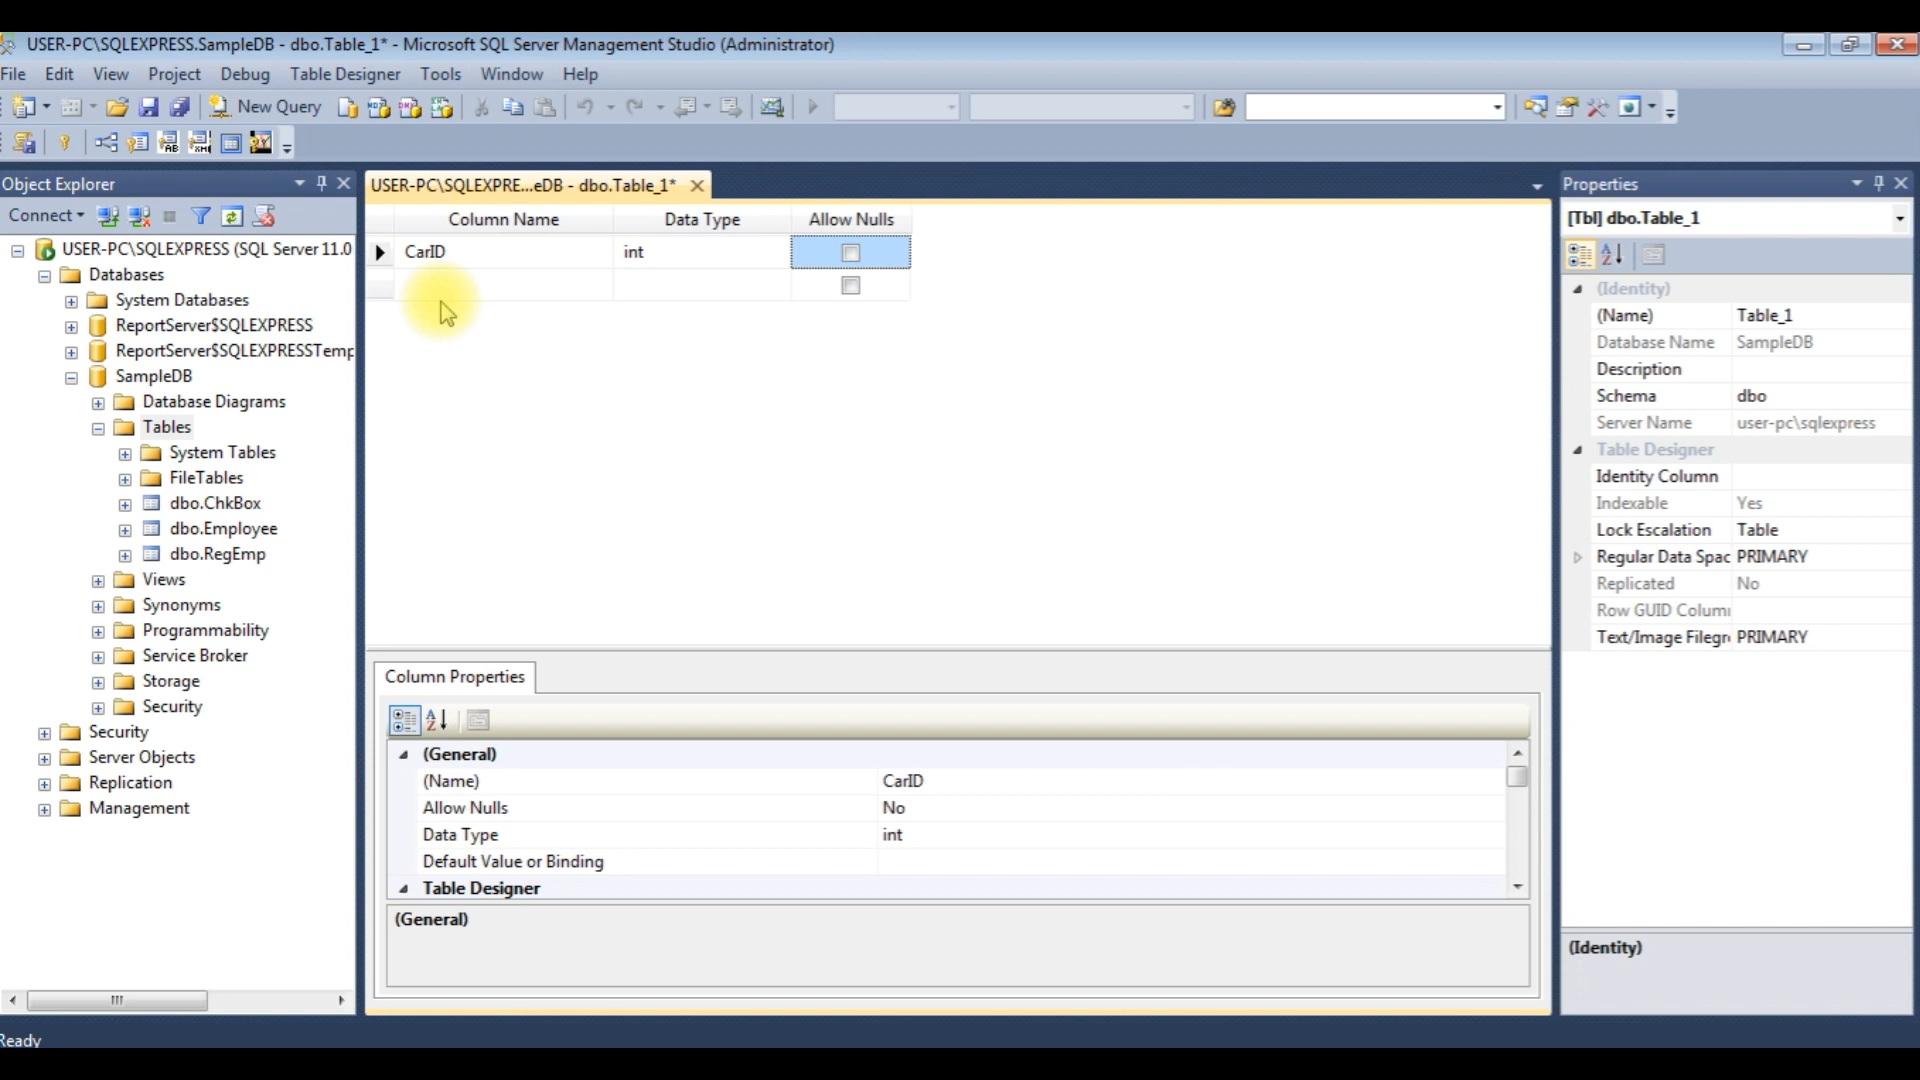 USER-PC\SQLEXPRESS.SampleDB - dbo.Table_1* - Microsoft SQL Server Management Studio (Administrator)
File Edit View Project Debug Table Designer Tools Window Help
New Query
Object Explorer
Connect
USER-PC\SQLEXPRESS (SQL Server 11.0
Databases
System Databases
ReportServer$SQLEXPRESS
ReportServer$SQLEXPRESSTemp
SampleDB
Database Diagrams
Tables
System Tables
FileTables
dbo.ChkBox
dbo.Employee
dbo.RegEmp
Views
Synonyms
Programmability
Service Broker
Storage
Security
Security
Server Objects
Replication
Management
USER-PC\SQLEXPRE...eDB - dbo.Table_1*
Column Name Data Type Allow Nulls
CarID int
Column Properties
(General)
(Name) CarID
Allow Nulls No
Data Type int
Default Value or Binding
Table Designer
(General)
Properties
[Tbl] dbo.Table_1
(Identity)
(Name) Table_1
Database Name SampleDB
Description
Schema dbo
Server Name user-pc\sqlexpress
Table Designer
Identity Column
Indexable Yes
Lock Escalation Table
Regular Data Spac PRIMARY
Replicated No
Row GUID Colum
Text/Image Filegr PRIMARY
(Identity)
Ready